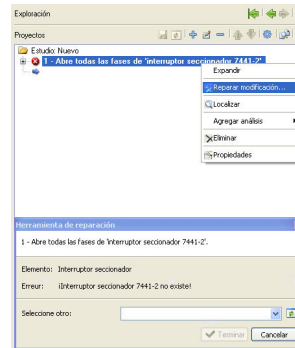 Exploración
Proyectos
Estudio: Nuevo
1 - Abre todas las fases de 'interruptor seccionador 7441-2'
Expandir
Reparar modificación...
Localizar
Agregar análisis
Eliminar
Propiedades
Herramienta de reparación
1 - Abre todas las fases de 'interruptor seccionador 7441-2'.
Elemento: Interruptor seccionador
Erreur: ¡Interruptor seccionador 7441-2 no existe!
Seleccione otro:
Terminar
Cancelar